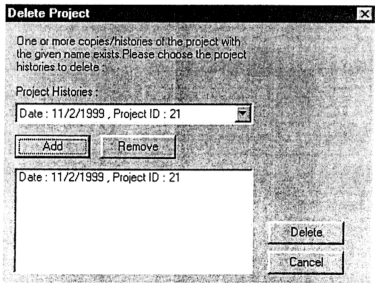 Delete Project
One or more copies/histories of the project with
the given name exists.Please choose the project
histories to delete :
Project Histories :
Date : 11/2/1999 , Project ID : 21
Add Remove
Date : 11/2/1999 , Project ID : 21
Delete
Cancel